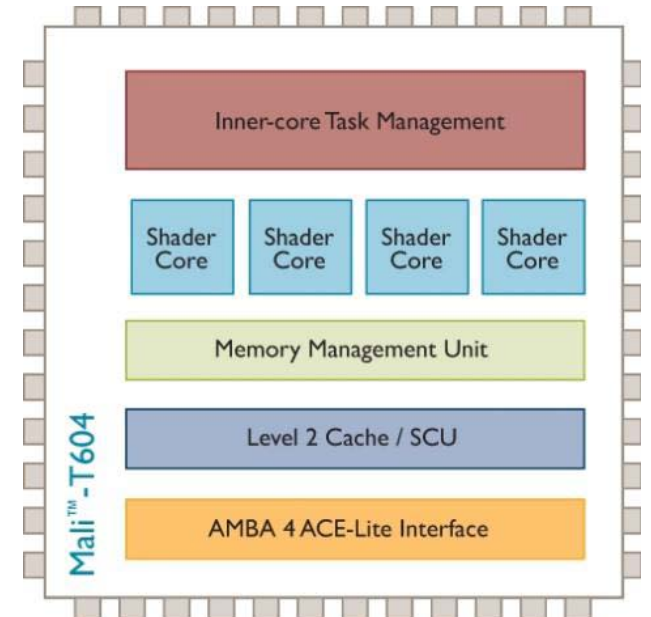 Inner-core Task Management
Shader Core
Shader Core
Shader Core
Shader Core
Memory Management Unit
Level 2 Cache / SCU
AMBA 4 ACE-Lite Interface
Mali™-T604